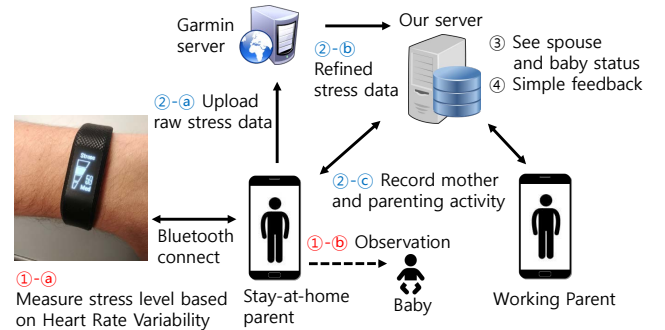 Garmin
server
Our server
②-ⓑ
Refined
stress data
③ See spouse
and baby status
④ Simple feedback
②-ⓐ Upload
raw stress data
Stress
Med
②-ⓒ Record mother
and parenting activity
Bluetooth
connect
①-ⓑ Observation
①-ⓐ
Measure stress level based
on Heart Rate Variability
Stay-at-home
parent
Baby
Working Parent